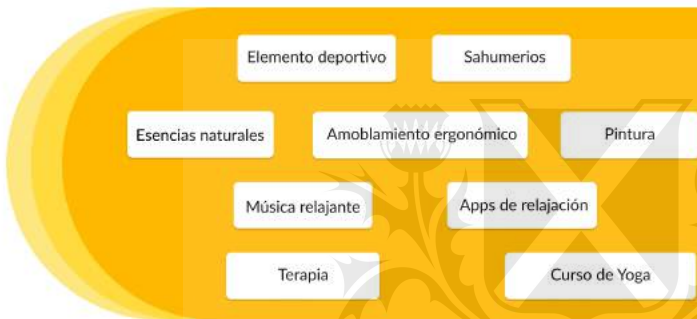 Elemento deportivo
Sahumerios
Esencias naturales
Amoblamiento ergonómico
Pintura
Música relajante
Apps de relajación
Terapia
Curso de Yoga